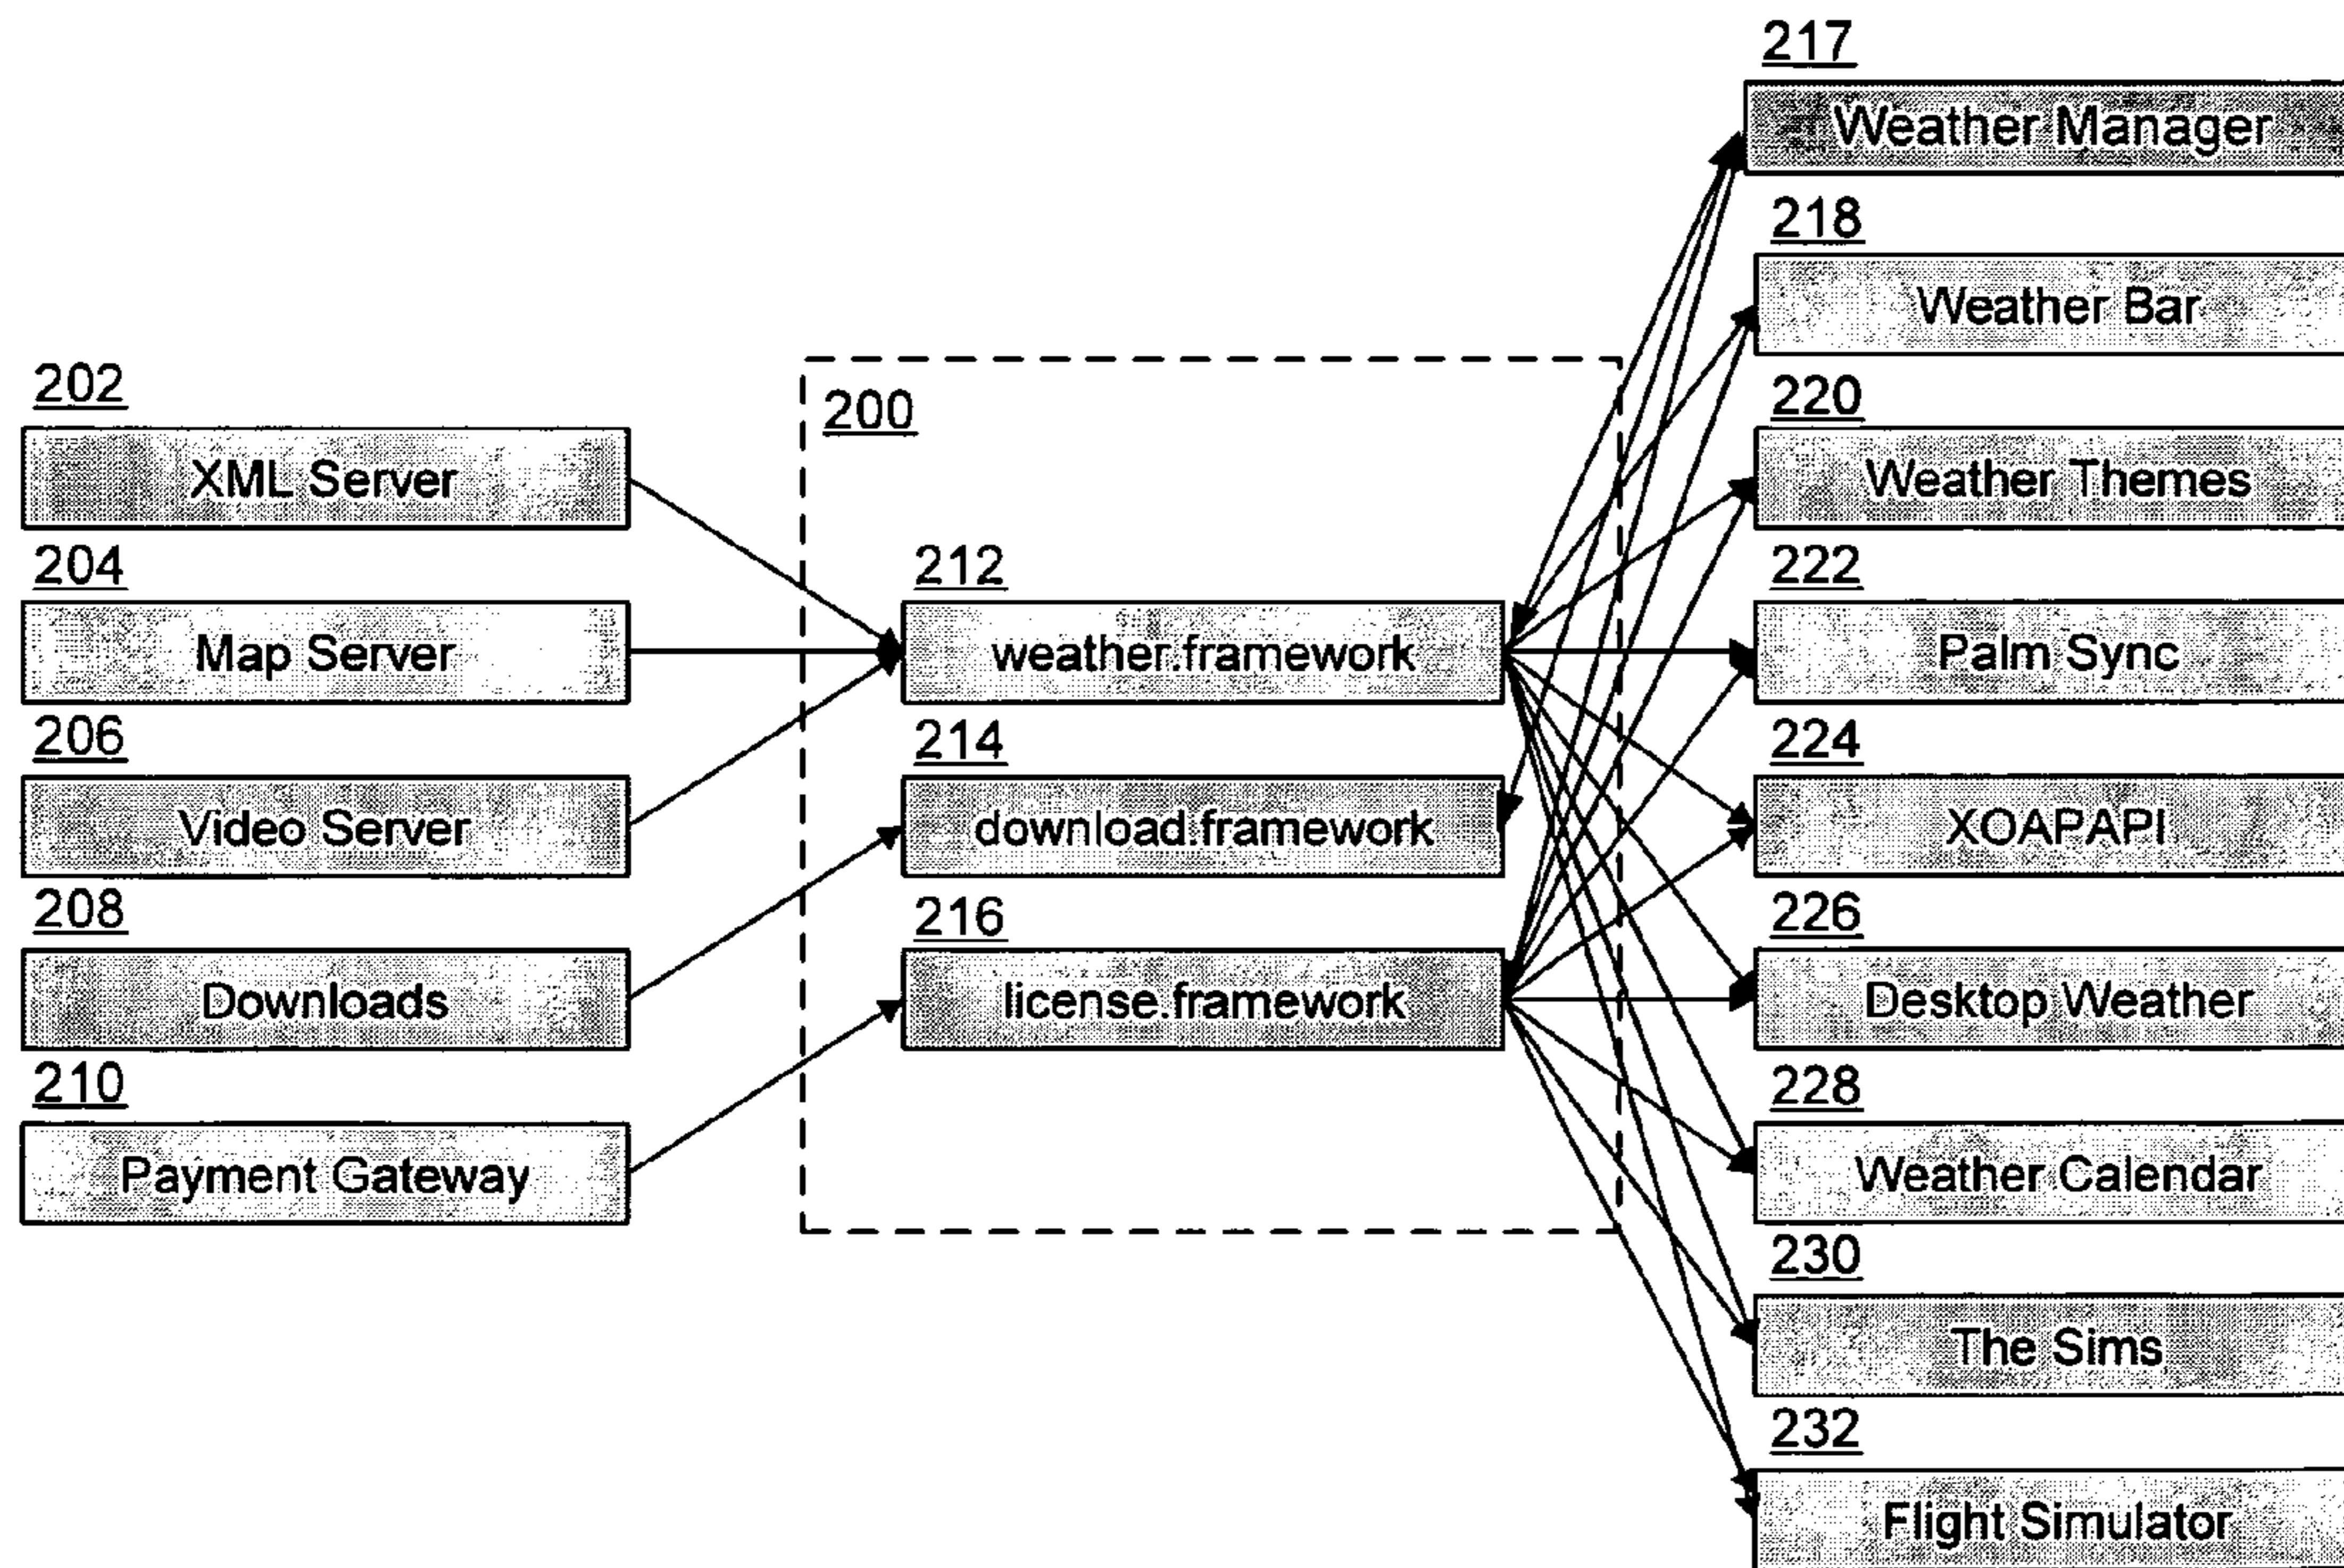 217
Weather Manager
218
Weather Bar
202
200
220
XML Server
Weather Themes
204
212
222
Map Server
weather.framework
Palm Sync
206
214
224
Video Server
download.framework
XOAPAPI
208
216
226
Downloads
license.framework
Desktop Weather
210
228
Payment Gateway
Weather Calendar
230
The Sims
232
Flight Simulator